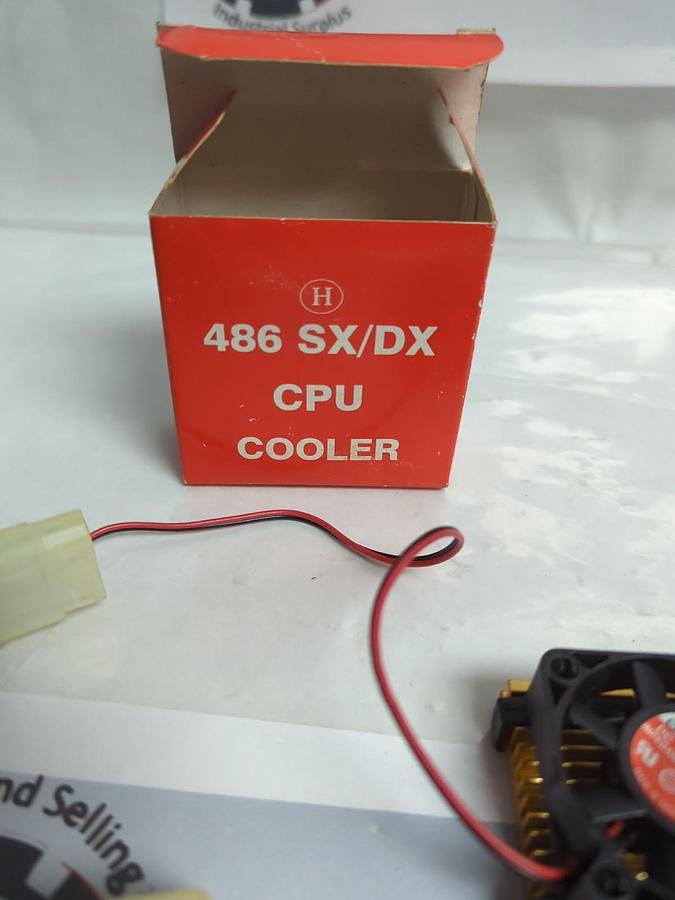 Industrial Surplus
H
486 SX/DX
CPU
COOLER
nd Selling